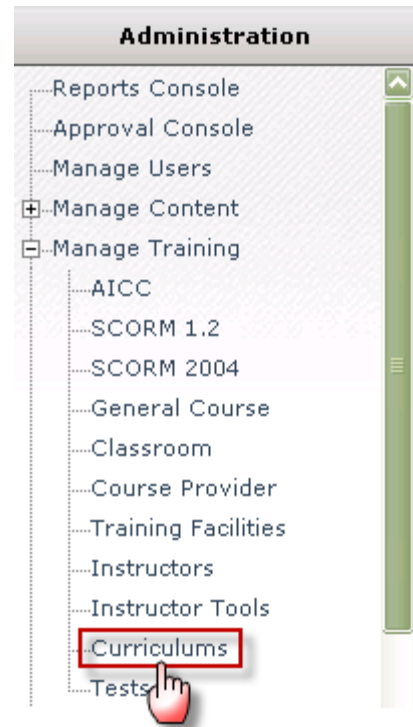 Administration
Reports Console
Approval Console
Manage Users
Manage Content
Manage Training
AICC
SCORM 1.2
SCORM 2004
General Course
Classroom
Course Provider
Training Facilities
Instructors
Instructor Tools
Curriculums
Tests